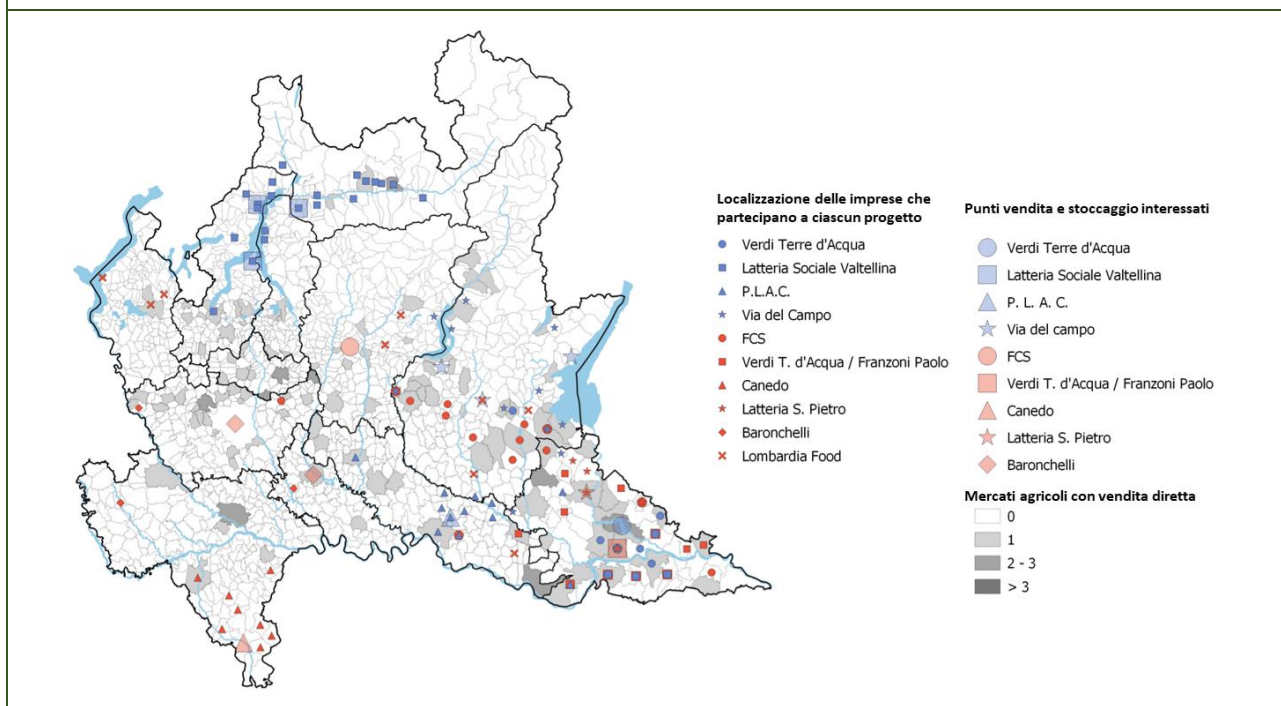 Localizzazione delle imprese che
partecipano a ciascun progetto
Verdi Terre d'Acqua
Latteria Sociale Valtellina
P.L.A.C.
Via del Campo
FCS
Verdi T. d'Acqua / Franzoni Paolo
Canedo
Latteria S. Pietro
Baronchelli
Lombardia Food
Punti vendita e stoccaggio interessati
Verdi Terre d'Acqua
Latteria Sociale Valtellina
P. L. A. C.
Via del campo
FCS
Verdi T. d'Acqua / Franzoni Paolo
Canedo
Latteria S. Pietro
Baronchelli
Mercati agricoli con vendita diretta
0
1
2 - 3
> 3